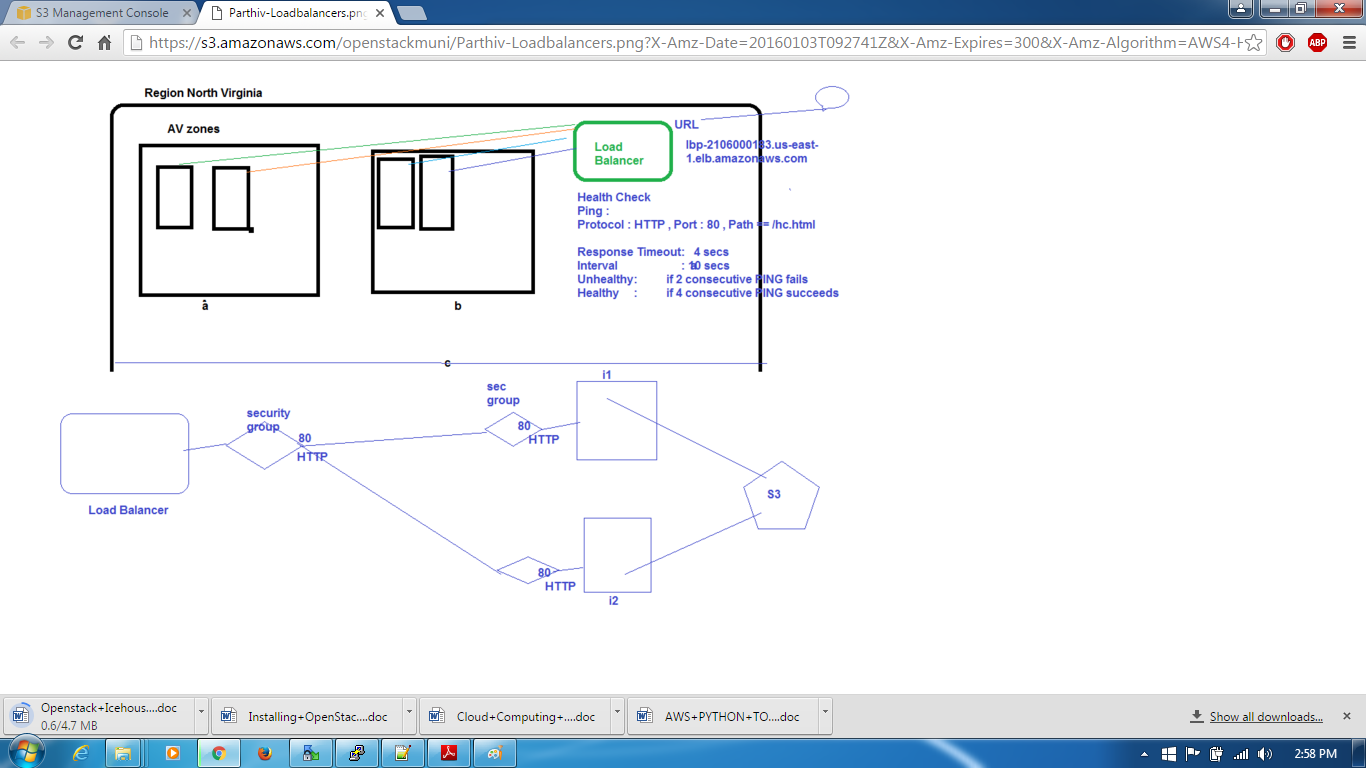 S3 Management Console
Parthiv-Loadbalancers.png
https://s3.amazonaws.com/openstackmuni/Parthiv-Loadbalancers.png?X-Amz-Date=20160103T092741Z&X-Amz-Expires=300&X-Amz-Algorithm=AWS4-H
ABP
Region North Virginia
AV zones
Load
Balancer
URL
lbp-2106000183.us-east-
1.elb.amazonaws.com
Health Check
Ping :
Protocol : HTTP , Port : 80 , Path == /hc.html
Response Timeout: 4 secs
Interval : 10 secs
Unhealthy: if 2 consecutive PING fails
Healthy : if 4 consecutive PING succeeds
a
b
c
security
group
80
HTTP
Load Balancer
sec
group
80
HTTP
i1
S3
80
HTTP
i2
Openstack+Icehous....doc
0.6/4.7 MB
Installing+OpenStac....doc
Cloud+Computing+....doc
AWS+PYTHON+TO....doc
Show all downloads...
2:58 PM